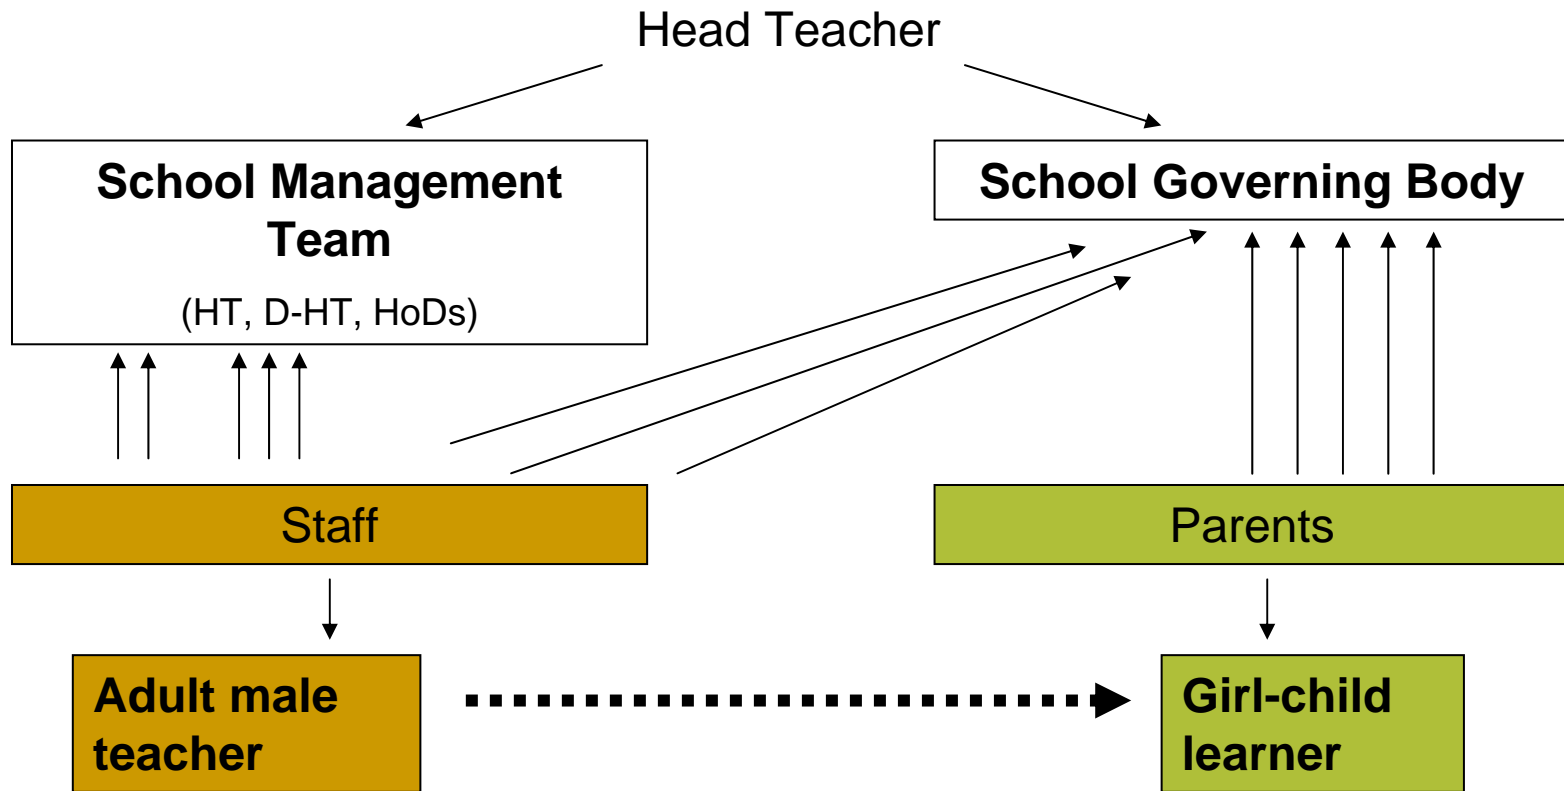 Head Teacher
School Management
Team
(HT, D-HT, HoDs)
School Governing Body
Staff
Parents
Adult male
teacher
Girl-child
learner